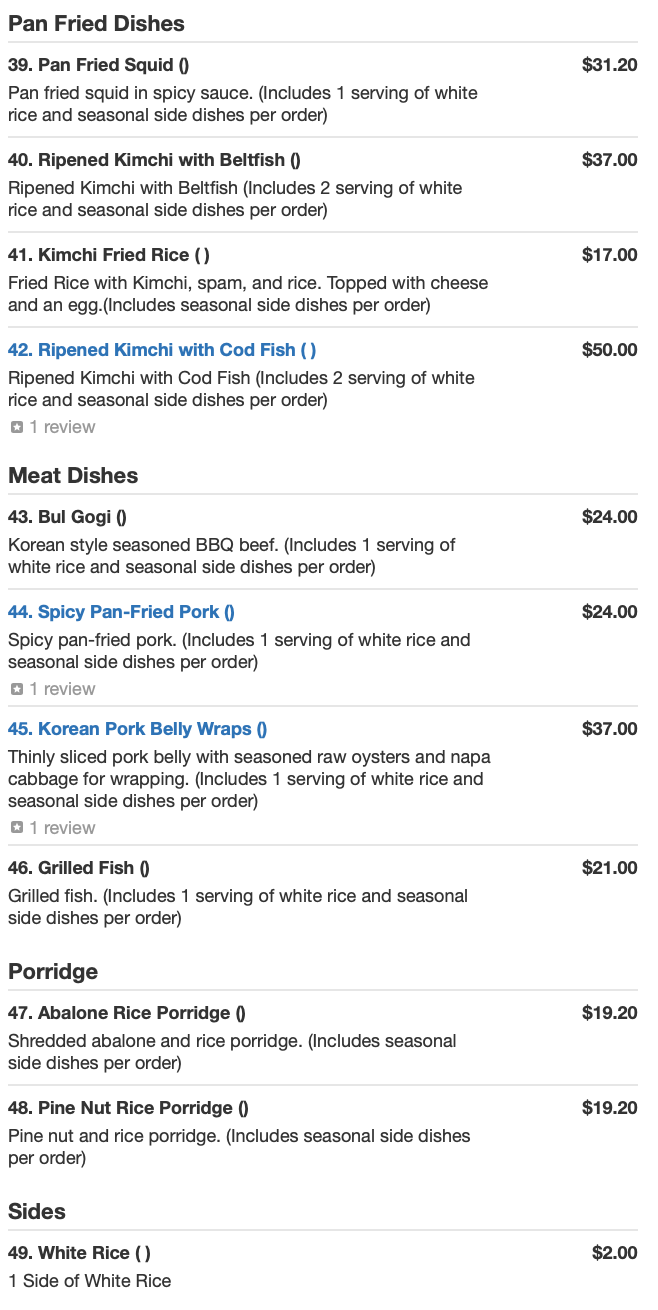 Pan Fried Dishes
39. Pan Fried Squid ()
$31.20
Pan fried squid in spicy sauce. (Includes 1 serving of white
rice and seasonal side dishes per order)
40. Ripened Kimchi with Beltfish ()
$37.00
Ripened Kimchi with Beltfish (Includes 2 serving of white
rice and seasonal side dishes per order)
41. Kimchi Fried Rice ( )
$17.00
Fried Rice with Kimchi, spam, and rice. Topped with cheese
and an egg.(Includes seasonal side dishes per order)
42. Ripened Kimchi with Cod Fish ( )
$50.00
Ripened Kimchi with Cod Fish (Includes 2 serving of white
rice and seasonal side dishes per order)
1 review
Meat Dishes
43. Bul Gogi ()
$24.00
Korean style seasoned BBQ beef. (Includes 1 serving of
white rice and seasonal side dishes per order)
44. Spicy Pan-Fried Pork ()
$24.00
Spicy pan-fried pork. (Includes 1 serving of white rice and
seasonal side dishes per order)
1 review
45. Korean Pork Belly Wraps ()
$37.00
Thinly sliced pork belly with seasoned raw oysters and napa
cabbage for wrapping. (Includes 1 serving of white rice and
seasonal side dishes per order)
1 review
46. Grilled Fish ()
$21.00
Grilled fish. (Includes 1 serving of white rice and seasonal
side dishes per order)
Porridge
47. Abalone Rice Porridge ()
$19.20
Shredded abalone and rice porridge. (Includes seasonal
side dishes per order)
48. Pine Nut Rice Porridge ()
$19.20
Pine nut and rice porridge. (Includes seasonal side dishes
per order)
Sides
49. White Rice ( )
$2.00
1 Side of White Rice